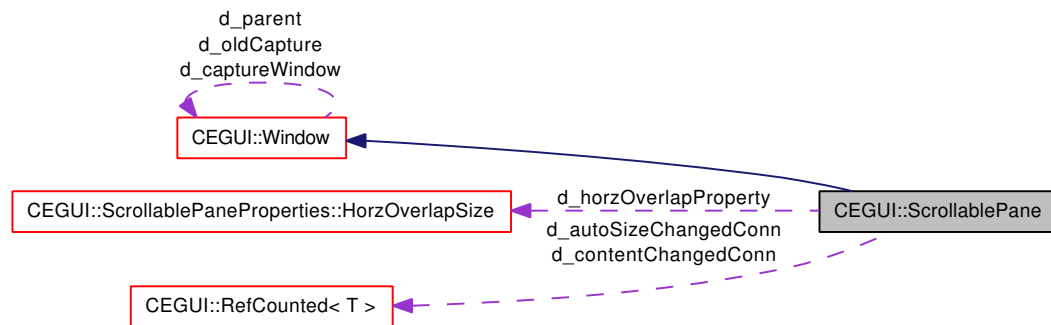 d_parent
d_oldCapture
d_captureWindow
CEGUI::Window
CEGUI::ScrollablePaneProperties::HorzOverlapSize
d_horzOverlapProperty
CEGUI::ScrollablePane
d_autoSizeChangedConn
d_contentChangedConn
CEGUI::RefCounted< T >